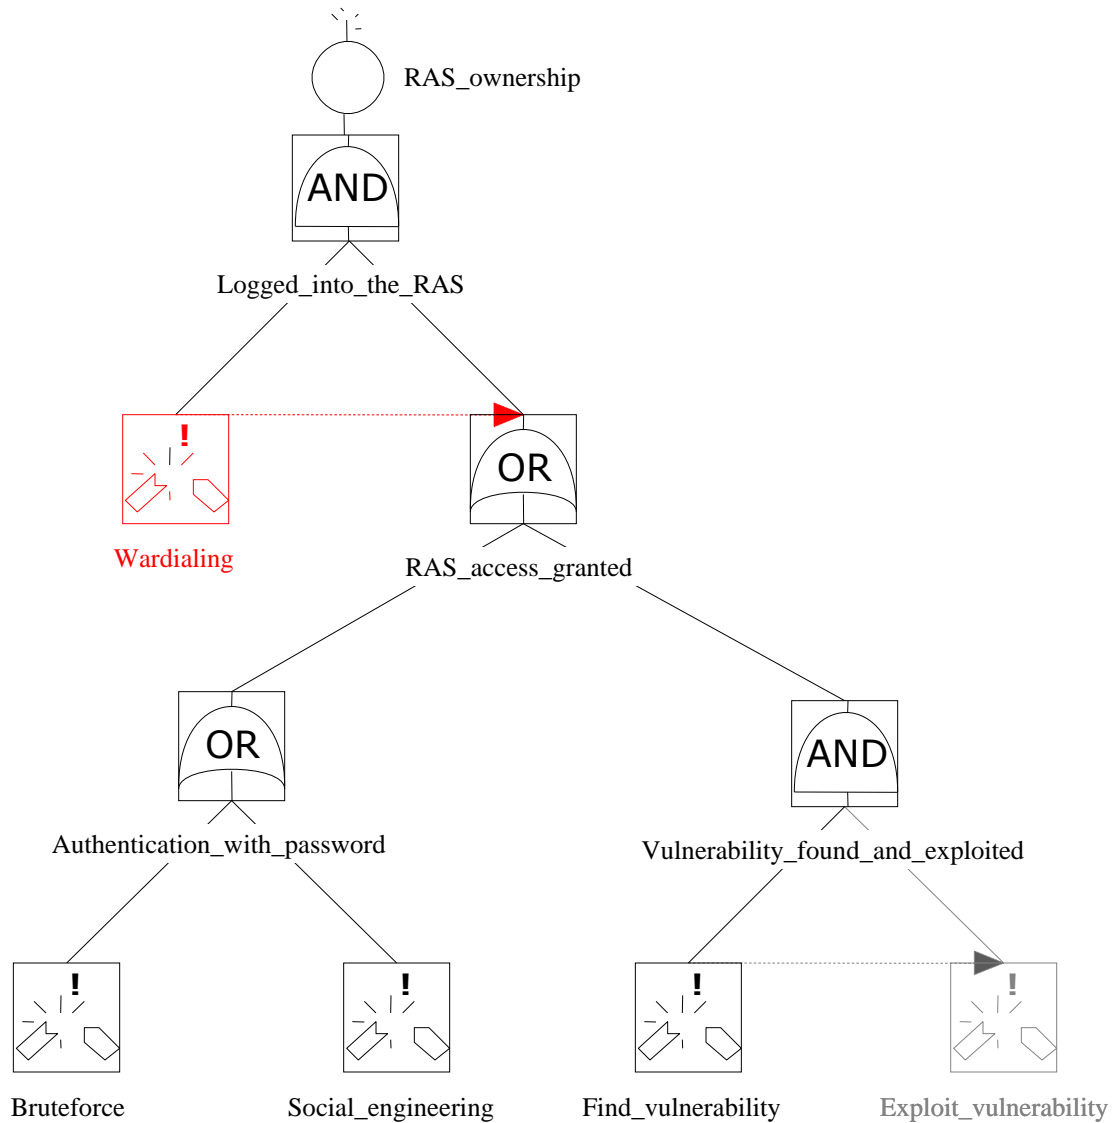 RAS_ownership
AND
Logged_into_the_RAS
!
OR
Wardialing
RAS_access_granted
OR
AND
Authentication_with_password
Vulnerability_found_and_exploited
!
!
!
!
Bruteforce
Social_engineering
Find_vulnerability
Exploit_vulnerability